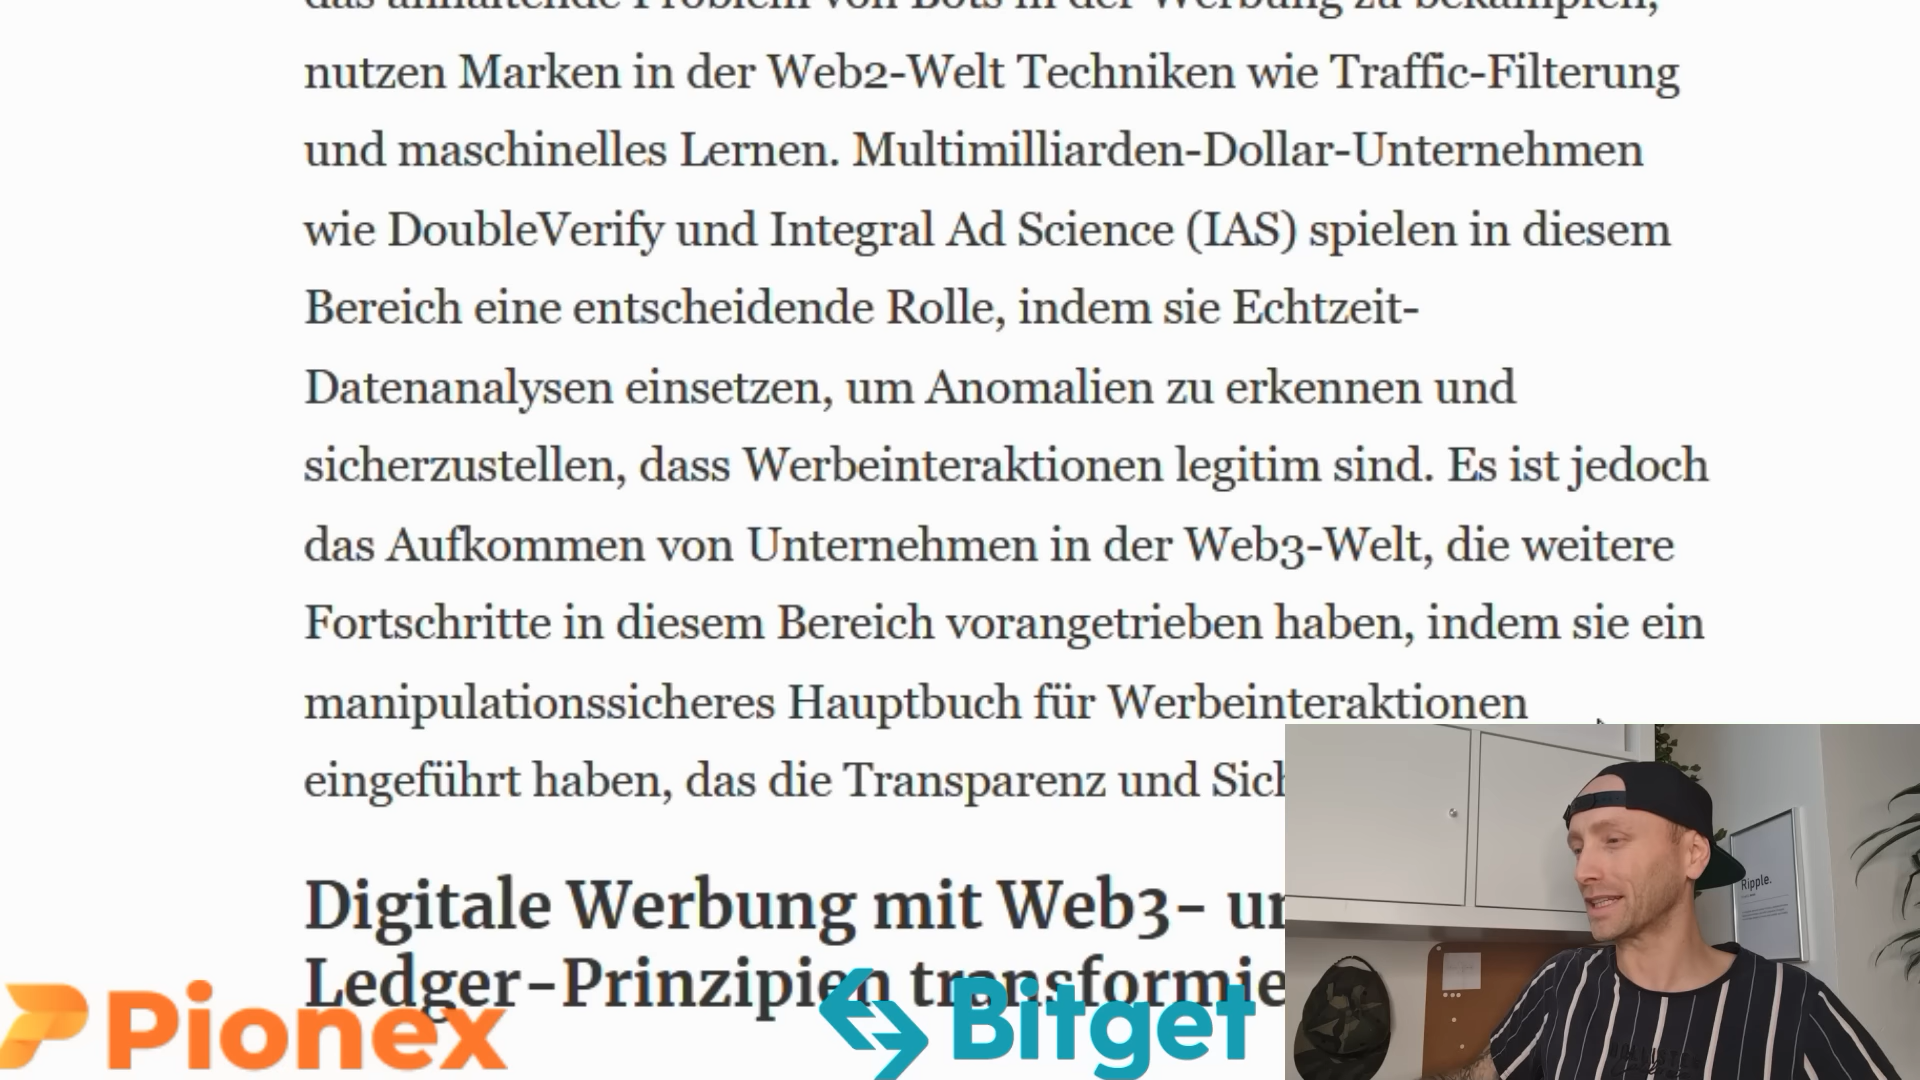 das anhaltende Problem von Bots in der Werbung zu bekämpfen,
nutzen Marken in der Web2-Welt Techniken wie Traffic-Filterung
und maschinelles Lernen. Multimilliarden-Dollar-Unternehmen
wie DoubleVerify und Integral Ad Science (IAS) spielen in diesem
Bereich eine entscheidende Rolle, indem sie Echtzeit-
Datenanalysen einsetzen, um Anomalien zu erkennen und
sicherzustellen, dass Werbeinteraktionen legitim sind. Es ist jedoch
das Aufkommen von Unternehmen in der Web3-Welt, die weitere
Fortschritte in diesem Bereich vorangetrieben haben, indem sie ein
manipulationssicheres Hauptbuch für Werbeinteraktionen
eingeführt haben, das die Transparenz und
Digitale Werbung mit Web3-
Ledger-Prinzipien
Pionex
Bitget
Ripple.